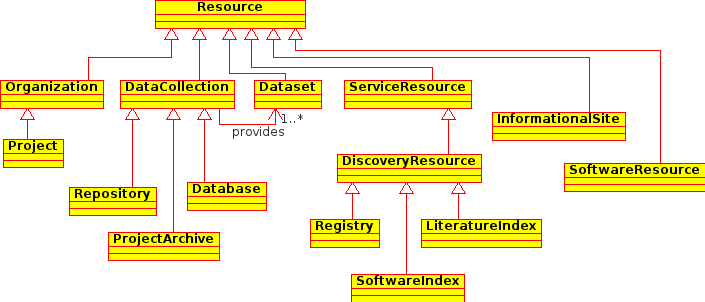 Resource
Organization
DataCollection
Dataset
ServiceResource
InformationalSite
1..*
provides
Project
DiscoveryResource
SoftwareResource
Repository
Database
Registry
LiteratureIndex
ProjectArchive
SoftwareIndex